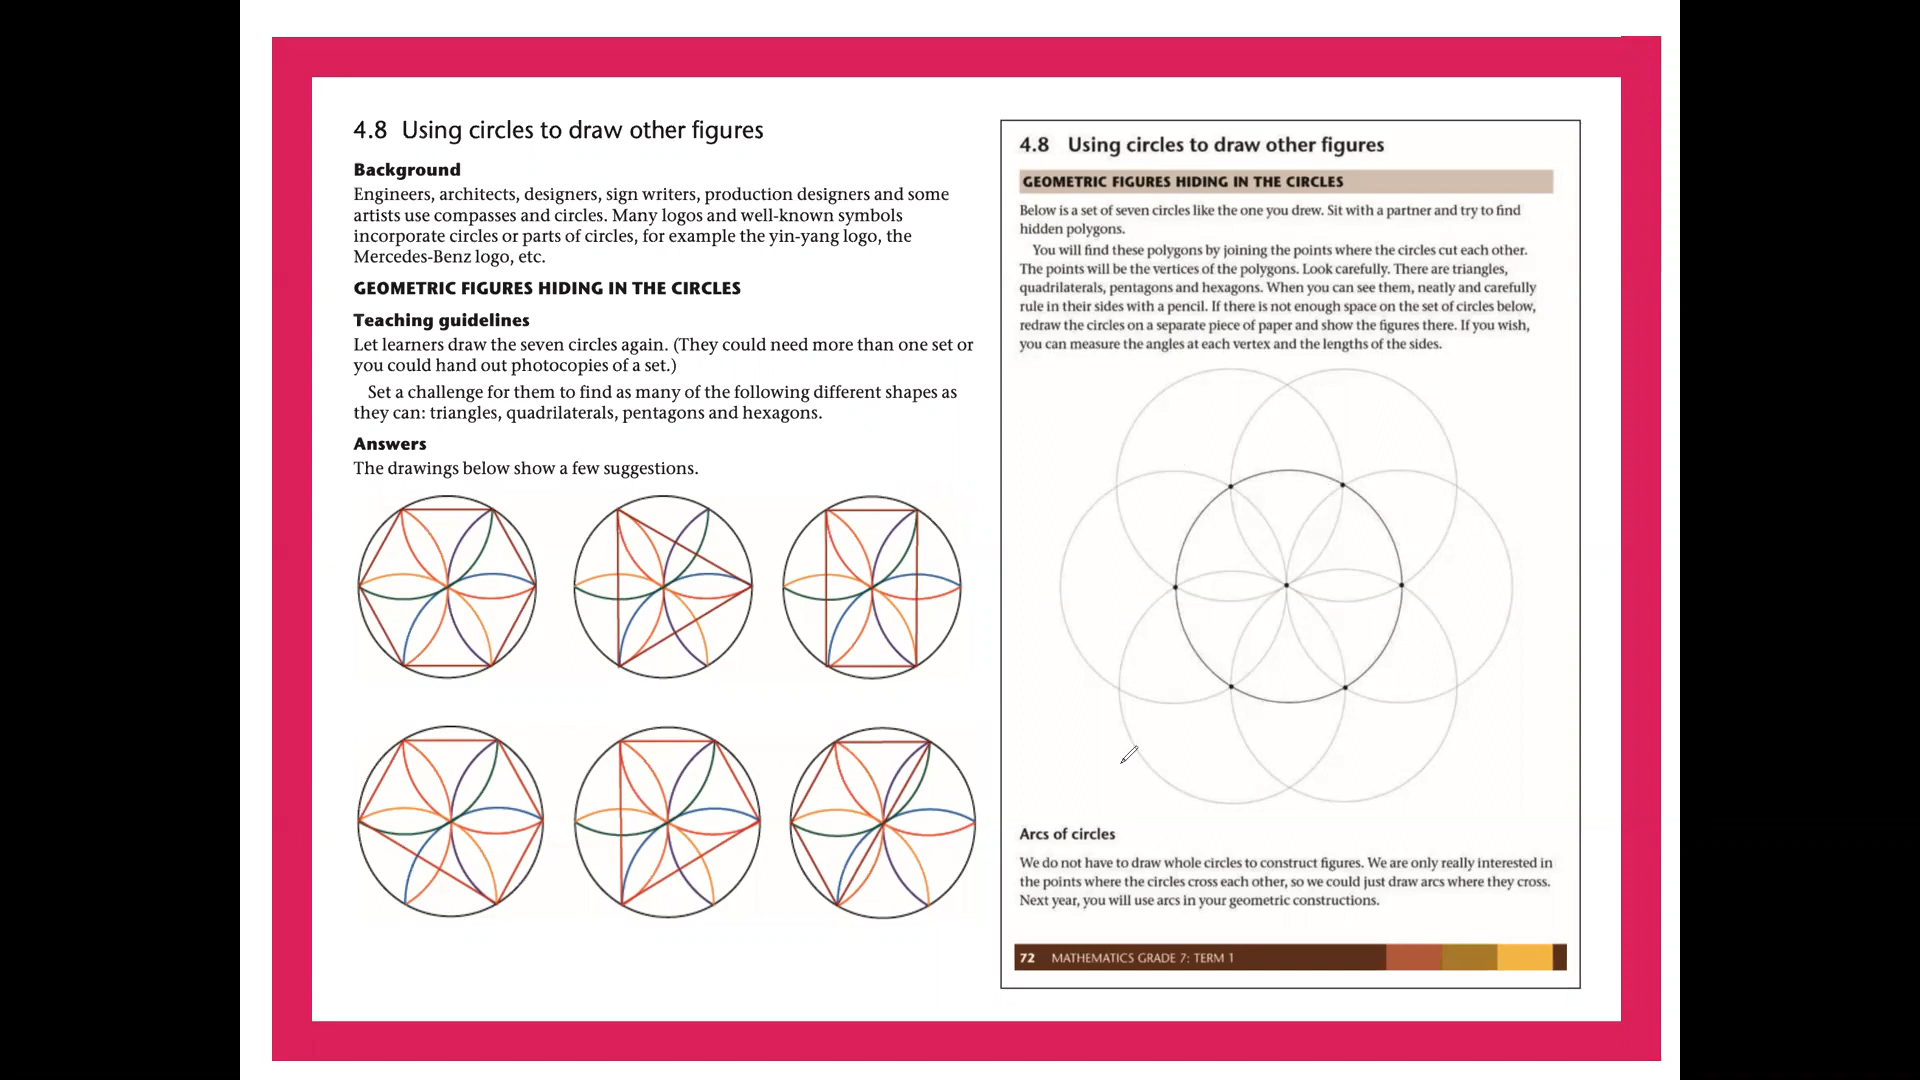 4.8 Using circles to draw other figures
Background
Engineers, architects, designers, sign writers, production designers and some
artists use compasses and circles. Many logos and well-known symbols
incorporate circles or parts of circles, for example the yin-yang logo, the
Mercedes-Benz logo, etc.
GEOMETRIC FIGURES HIDING IN THE CIRCLES
Teaching guidelines
Let learners draw the seven circles again. (They could need more than one set or
you could hand out photocopies of a set.)
Set a challenge for them to find as many of the following different shapes as
they can: triangles, quadrilaterals, pentagons and hexagons.
Answers
The drawings below show a few suggestions.
4.8 Using circles to draw other figures
GEOMETRIC FIGURES HIDING IN THE CIRCLES
Below is a set of seven circles like the one you drew. Sit with a partner and try to find
hidden polygons.
You will find these polygons by joining the points where the circles cut each other.
The points will be the vertices of the polygons. Look carefully. There are triangles,
quadrilaterals, pentagons and hexagons. When you can see them, neatly and carefully
rule in their sides with a pencil. If there is not enough space on the set of circles below,
redraw the circles on a separate piece of paper and show the figures there. If you wish,
you can measure the angles at each vertex and the lengths of the sides.
Arcs of circles
We do not have to draw whole circles to construct figures. We are only really interested in
the points where the circles cross each other, so we could just draw arcs where they cross.
Next year, you will use arcs in your geometric constructions.
72 MATHEMATICS GRADE 7: TERM 1